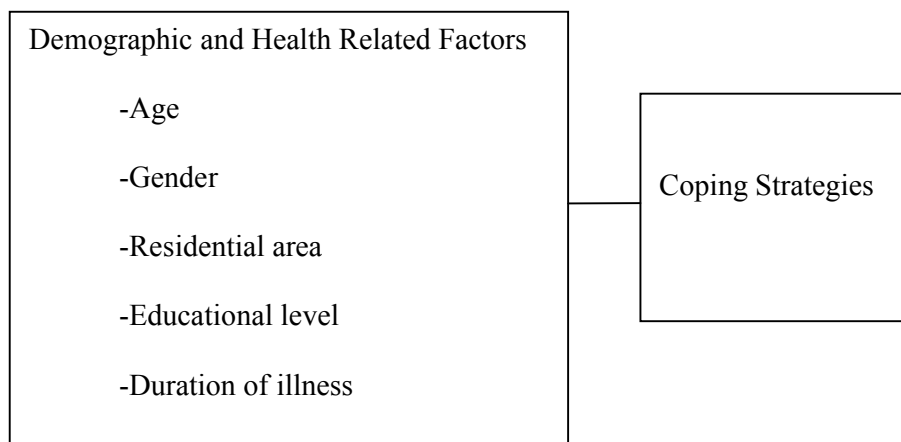 Demographic and Health Related Factors
-Age
-Gender
-Residential area
-Educational level
-Duration of illness
Coping Strategies